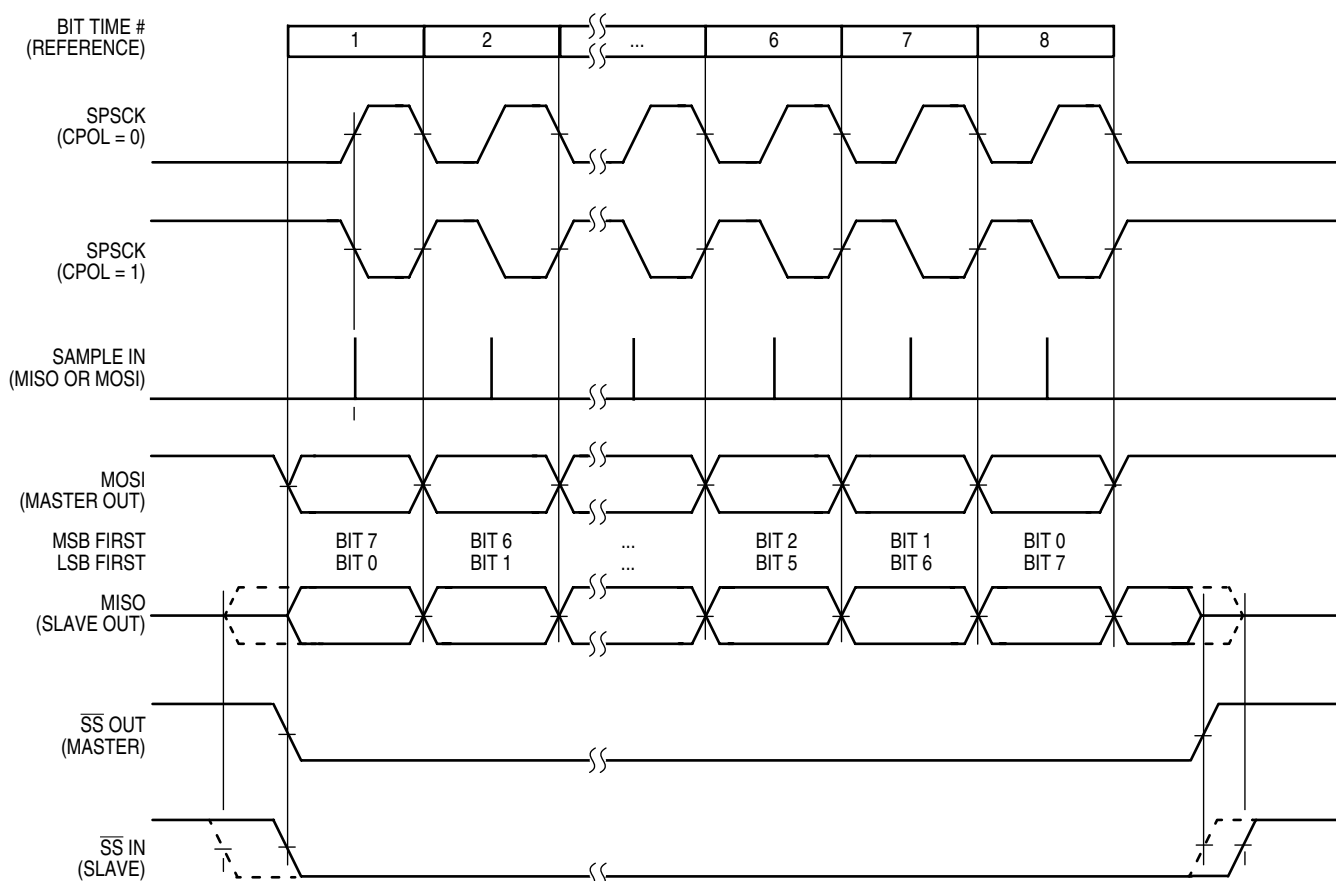 BIT TIME #
(REFERENCE)
1 2 ... 6 7 8
SPSCK
(CPOL = 0)
SPSCK
(CPOL = 1)
SAMPLE IN
(MISO OR MOSI)
MOSI
(MASTER OUT)
MSB FIRST BIT 7 BIT 6 ... BIT 2 BIT 1 BIT 0
LSB FIRST BIT 0 BIT 1 ... BIT 5 BIT 6 BIT 7
MISO
(SLAVE OUT)
SS OUT
(MASTER)
SS IN
(SLAVE)